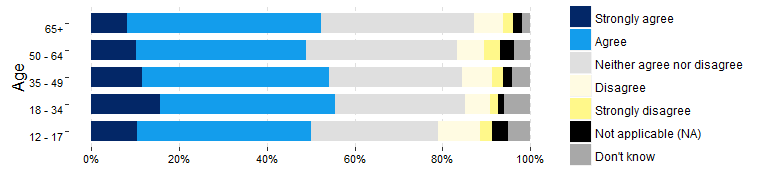 65+
50 - 64
35 - 49
18 - 34
12 - 17
Age
0%
20%
40%
60%
80%
100%
Strongly agree
Agree
Neither agree nor disagree
Disagree
Strongly disagree
Not applicable (NA)
Don't know